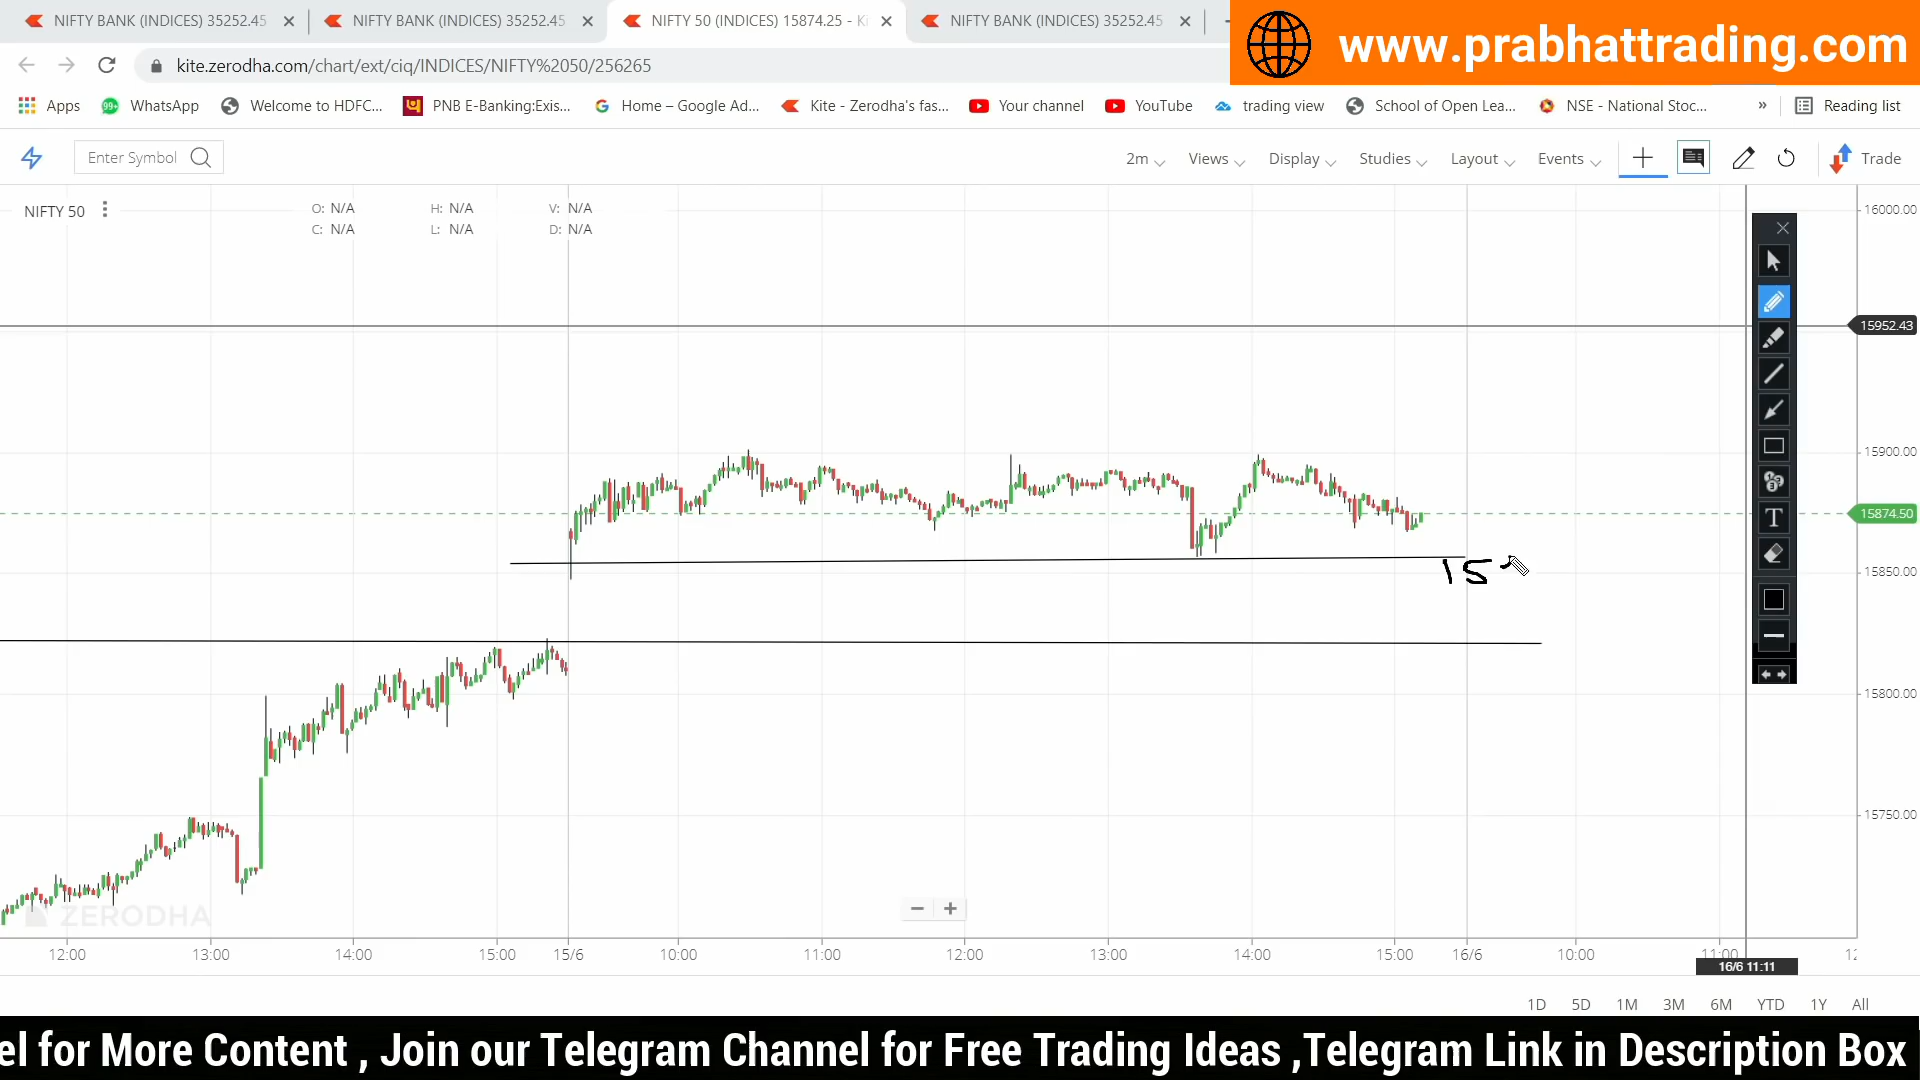 NIFTY BANK (INDICES) 35252.45
NIFTY BANK (INDICES) 35252.45
NIFTY 50 (INDICES) 15874.25 - Ki
NIFTY BANK (INDICES) 35252.45
www.prabhattrading.com
kite.zerodha.com/chart/ext/ciq/INDICES/NIFTY%2050/256265
Apps
99+
WhatsApp
Welcome to HDFC...
PNB E-Banking:Exis...
Home – Google Ad...
Kite - Zerodha's fas...
Your channel
YouTube
trading view
School of Open Lea...
NSE - National Stoc...
»
Reading list
Enter Symbol
2m
Views
Display
Studies
Layout
Events
Trade
NIFTY 50
O: N/A H: N/A V: N/A
C: N/A L: N/A D: N/A
16000.00
15952.43
15900.00
15874.50
15850.00
15800.00
15750.00
15
T
ZERODHA
12:00 13:00 14:00 15:00 15/6 10:00 11:00 12:00 13:00 14:00 15:00 16/6 10:00 11:00
16/6 11:11
1D 5D 1M 3M 6M YTD 1Y All
el for More Content , Join our Telegram Channel for Free Trading Ideas ,Telegram Link in Description Box